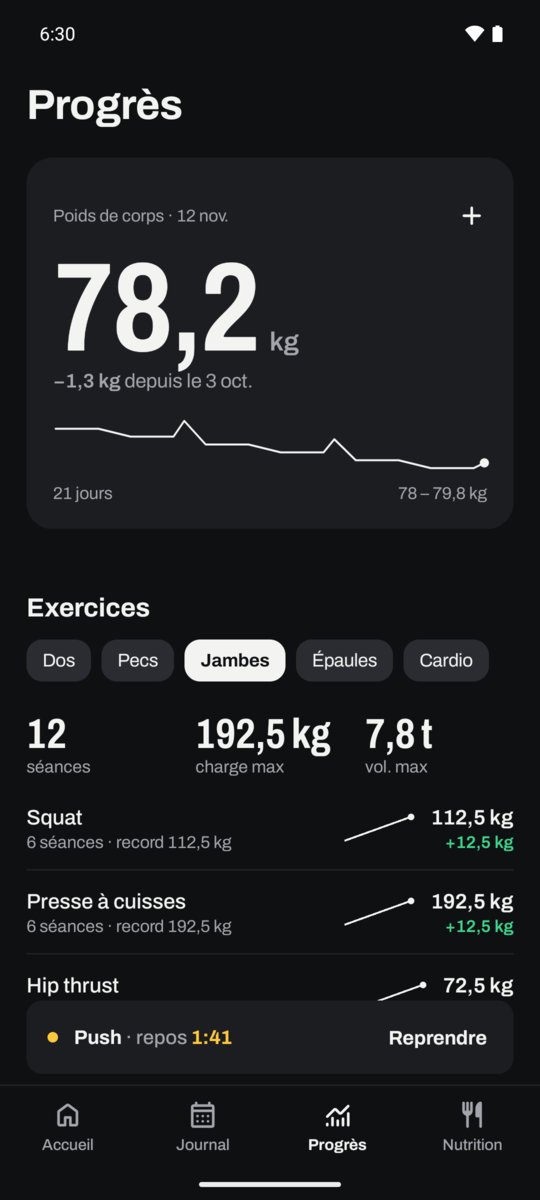 6:30
Progrès
Poids de corps · 12 nov.
78,2 kg
−1,3 kg depuis le 3 oct.
21 jours
78 – 79,8 kg
Exercices
Dos
Pecs
Jambes
Épaules
Cardio
12
séances
192,5 kg
charge max
7,8 t
vol. max
Squat
6 séances · record 112,5 kg
112,5 kg
+12,5 kg
Presse à cuisses
6 séances · record 192,5 kg
192,5 kg
+12,5 kg
Hip thrust
72,5 kg
Push · repos 1:41
Reprendre
Accueil
Journal
Progrès
Nutrition